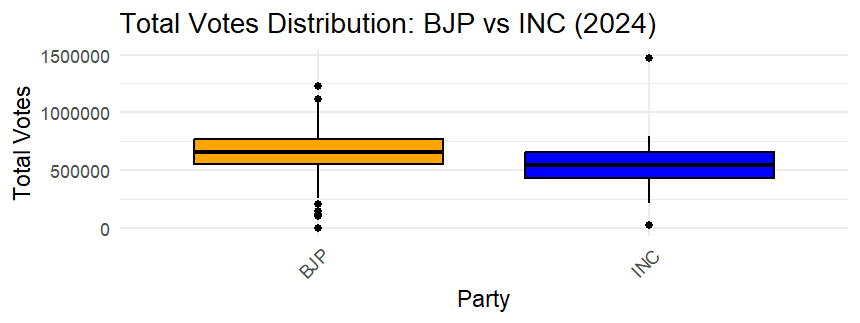 Total Votes Distribution: BJP vs INC (2024)
Total Votes
1500000
1000000
500000
0
BJP
INC
Party